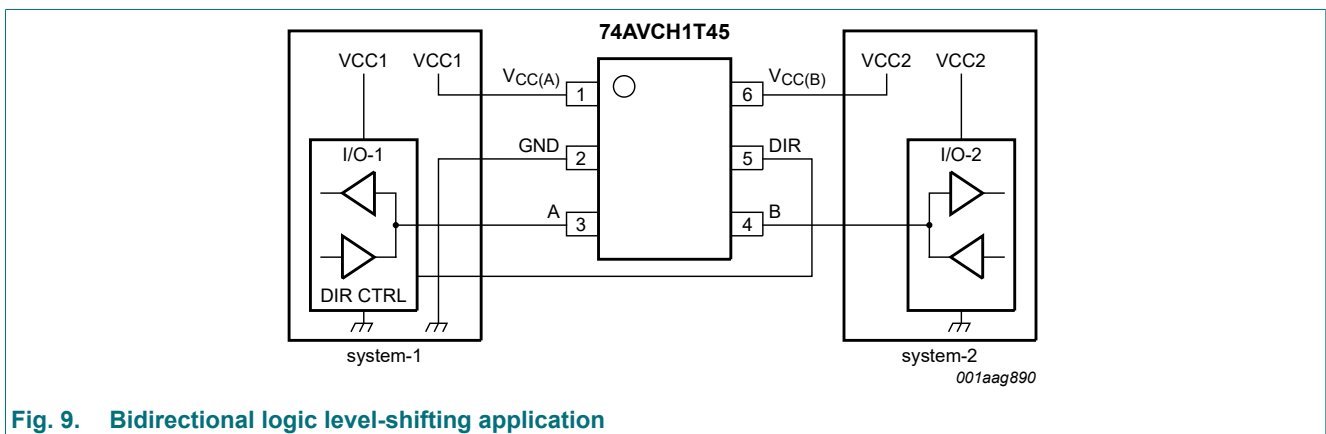 74AVCH1T45
VCC1 VCC1
VCC(A)
1
VCC(B)
6
VCC2 VCC2
I/O-1
GND
2
DIR
5
I/O-2
A
3
B
4
DIR CTRL
system-1
system-2
001aag890
Fig. 9. Bidirectional logic level-shifting application